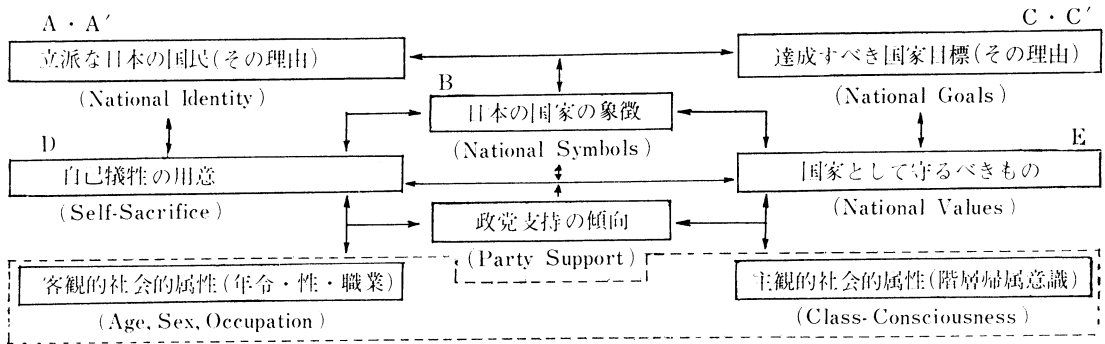 A・A′
C・C′
立派な日本の国民(その理由)
達成すべき国家目標(その理由)
(National Identity)
B
(National Goals)
日本の国家の象徴
D
(National Symbols)
E
自己犠牲の用意
国家として守るべきもの
(Self-Sacrifice)
政党支持の傾向
(National Values)
(Party Support)
客観的社会的属性(年令・性・職業)
主観的社会的属性(階層帰属意識)
(Age, Sex, Occupation)
(Class-Consciousness)